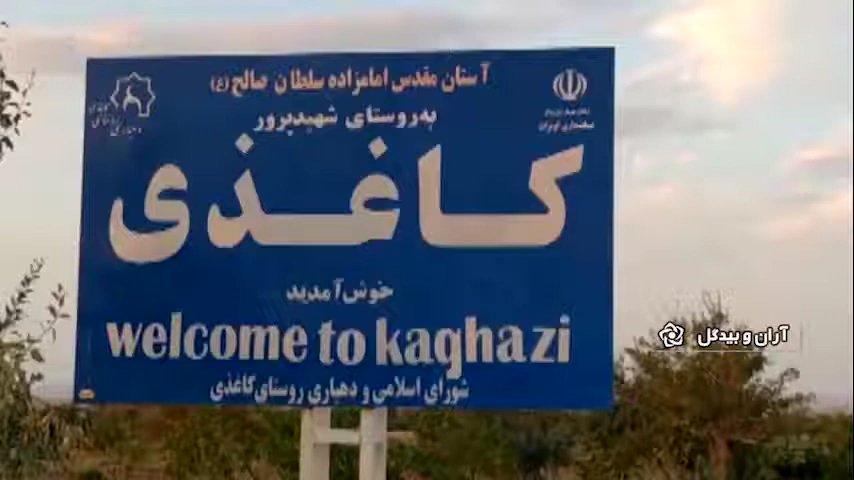 آستان مقدس امامزاده سلطان صالح (ع)
به روستای شهیدپرور
کاغذی
خوش آمدید
welcome to kaghazi
شورای اسلامی و دهیاری روستای کاغذی
آران و بیدگل